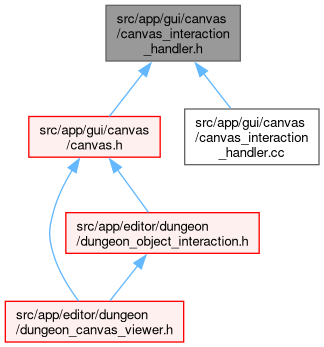 src/app/gui/canvas
/canvas_interaction
_handler.h
src/app/gui/canvas
/canvas.h
src/app/gui/canvas
/canvas_interaction
_handler.cc
src/app/editor/dungeon
/dungeon_object_interaction.h
src/app/editor/dungeon
/dungeon_canvas_viewer.h